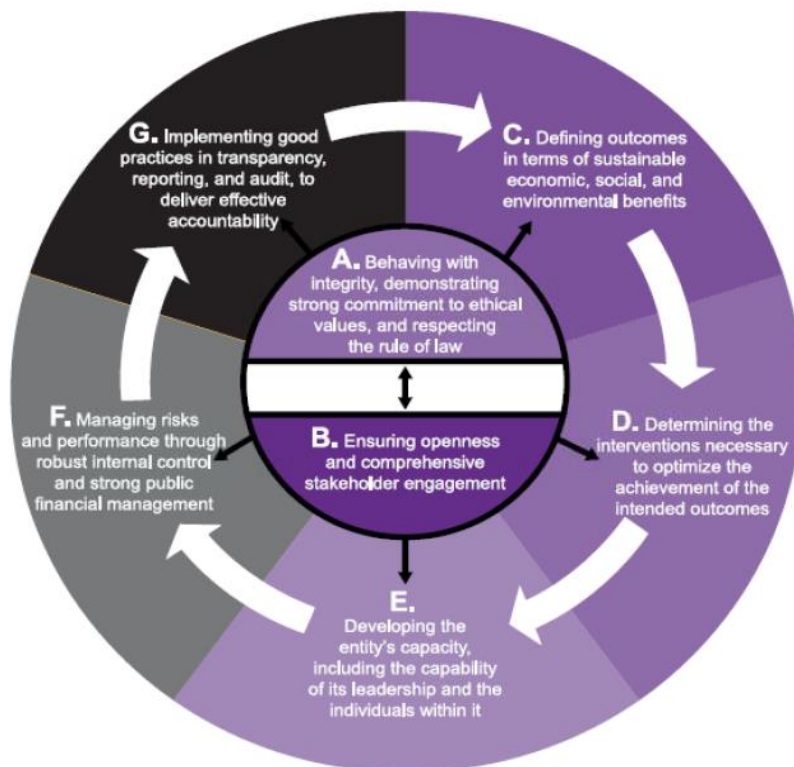 A. Behaving with
integrity, demonstrating
strong commitment to ethical
values, and respecting
the rule of law
B. Ensuring openness
and comprehensive
stakeholder engagement
C. Defining outcomes
in terms of sustainable
economic, social, and
environmental benefits
D. Determining the
interventions necessary
to optimize the
achievement of the
intended outcomes
E.
Developing the
entity's capacity,
including the capability
of its leadership and the
individuals within it
F. Managing risks
and performance through
robust internal control
and strong public
financial management
G. Implementing good
practices in transparency,
reporting, and audit, to
deliver effective
accountability